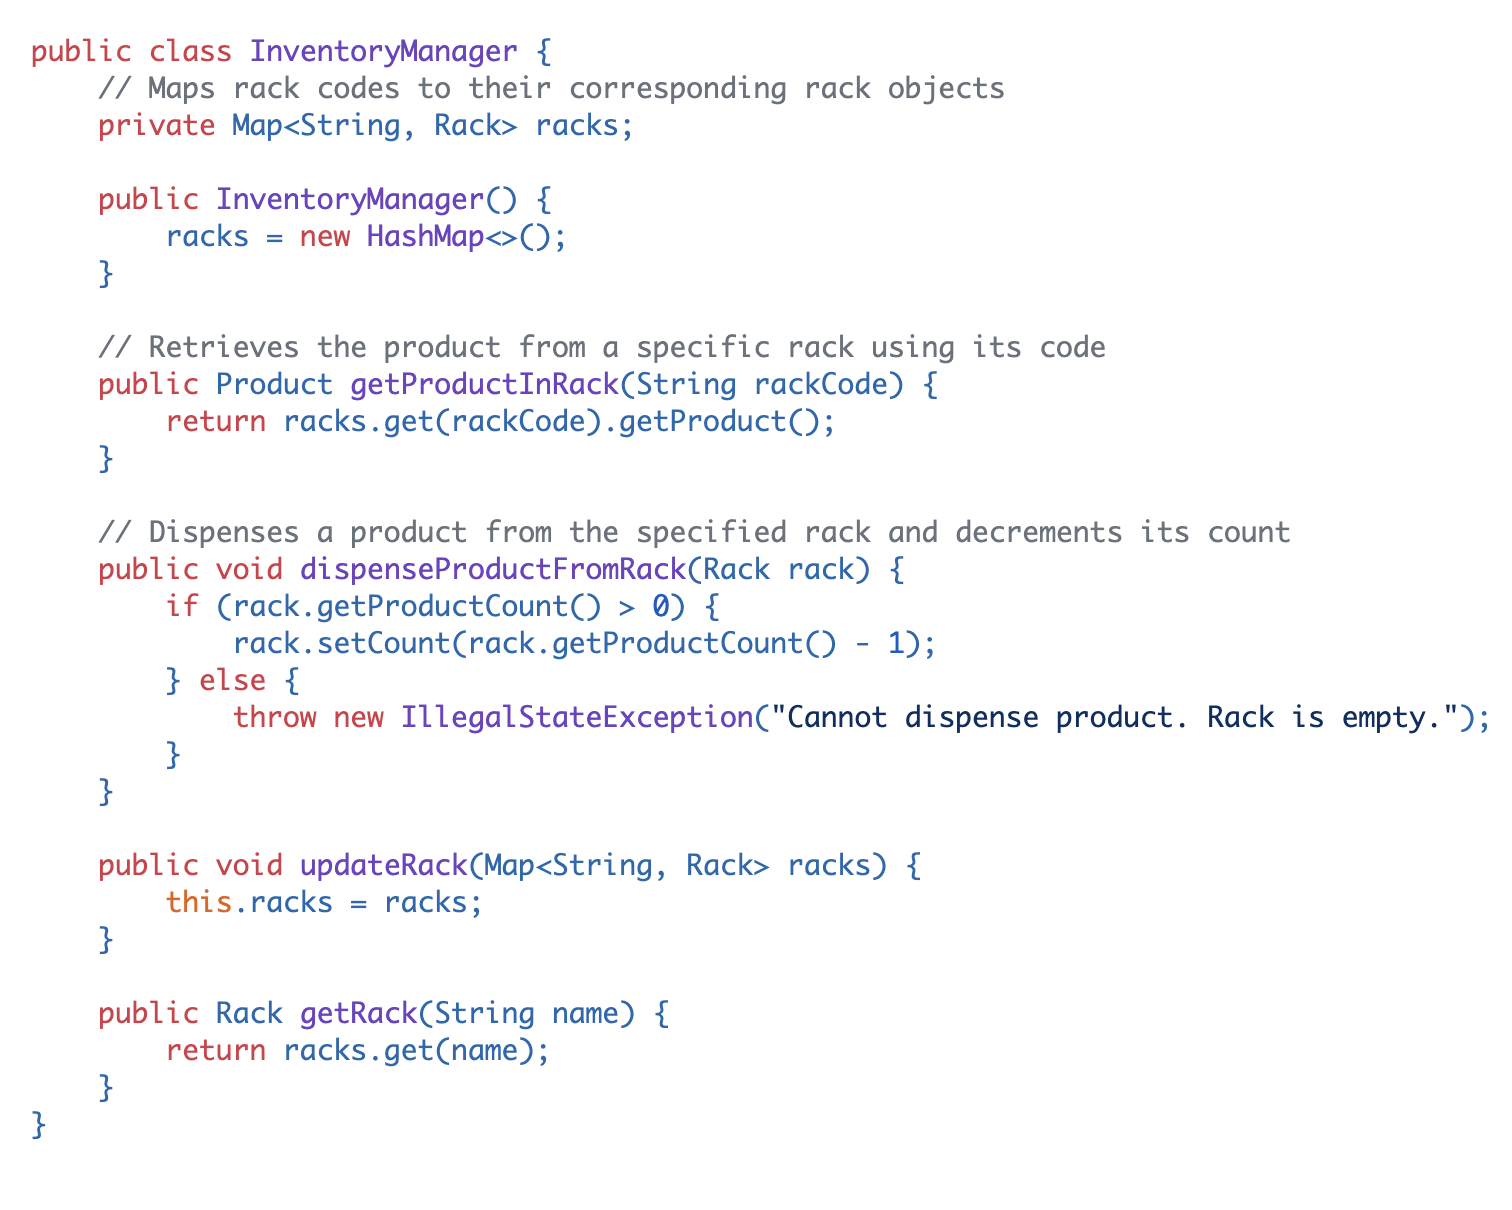 public class InventoryManager {
    // Maps rack codes to their corresponding rack objects
    private Map<String, Rack> racks;

    public InventoryManager() {
        racks = new HashMap<>();
    }

    // Retrieves the product from a specific rack using its code
    public Product getProductInRack(String rackCode) {
        return racks.get(rackCode).getProduct();
    }

    // Dispenses a product from the specified rack and decrements its count
    public void dispenseProductFromRack(Rack rack) {
        if (rack.getProductCount() > 0) {
            rack.setCount(rack.getProductCount() - 1);
        } else {
            throw new IllegalStateException("Cannot dispense product. Rack is empty.");
        }
    }

    public void updateRack(Map<String, Rack> racks) {
        this.racks = racks;
    }

    public Rack getRack(String name) {
        return racks.get(name);
    }
}